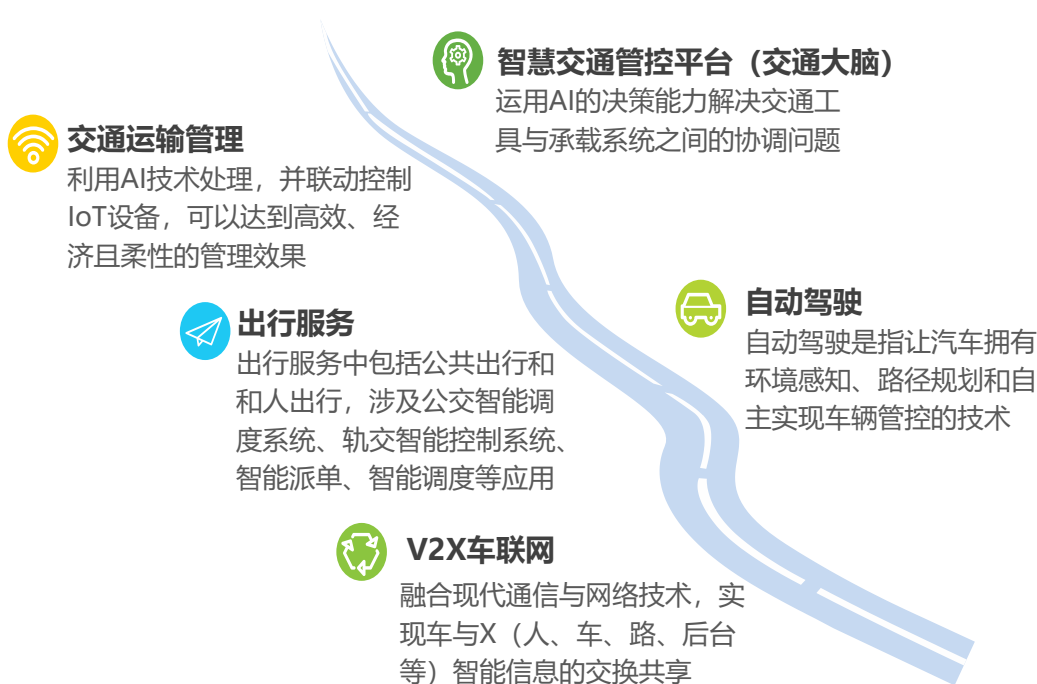 智慧交通管控平台（交通大脑）
运用AI的决策能力解决交通工
具与承载系统之间的协调问题
交通运输管理
利用AI技术处理，并联动控制
IoT设备，可以达到高效、经
济且柔性的管理效果
自动驾驶
自动驾驶是指让汽车拥有
环境感知、路径规划和自
主实现车辆管控的技术
出行服务
出行服务中包括公共出行和
和人出行，涉及公交智能调
度系统、轨交智能控制系统、
智能派单、智能调度等应用
V2X车联网
融合现代通信与网络技术，实
现车与X（人、车、路、后台
等）智能信息的交换共享